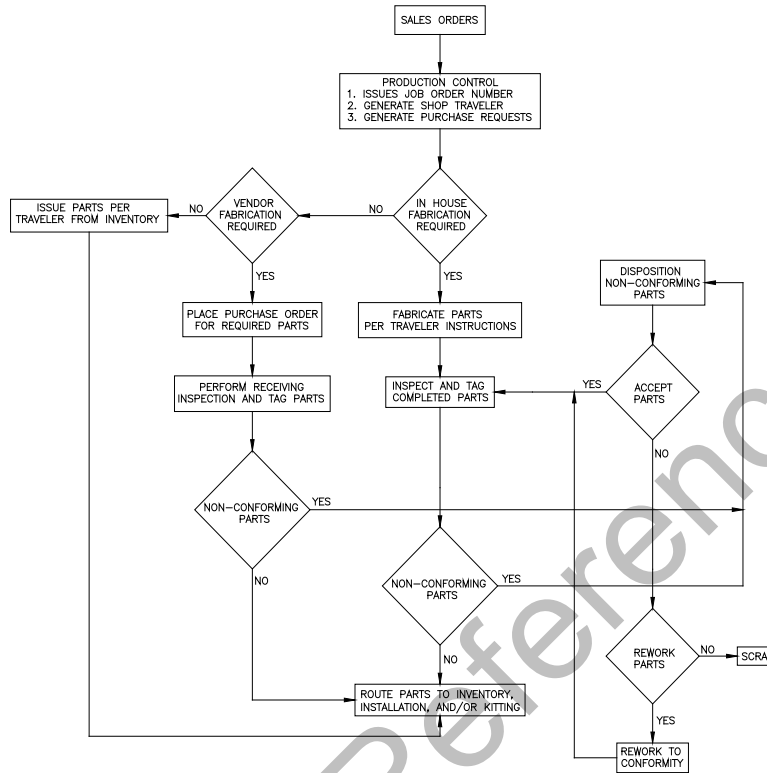 SALES ORDERS
PRODUCTION CONTROL
1. ISSUES JOB ORDER NUMBER
2. GENERATE SHOP TRAVELER
3. GENERATE PURCHASE REQUESTS
ISSUE PARTS PER
TRAVELER FROM INVENTORY
NO
VENDOR
FABRICATION
REQUIRED
NO
IN HOUSE
FABRICATION
REQUIRED
YES
YES
DISPOSITION
NON-CONFORMING
PARTS
PLACE PURCHASE ORDER
FOR REQUIRED PARTS
FABRICATE PARTS
PER TRAVELER INSTRUCTIONS
PERFORM RECEIVING
INSPECTION AND TAG PARTS
INSPECT AND TAG
COMPLETED PARTS
YES
ACCEPT
PARTS
NO
NON-CONFORMING
PARTS
YES
NO
NON-CONFORMING
PARTS
YES
NO
REWORK
PARTS
NO
SCRA
YES
ROUTE PARTS TO INVENTORY,
INSTALLATION, AND/OR KITTING
REWORK TO
CONFORMITY
Referenc